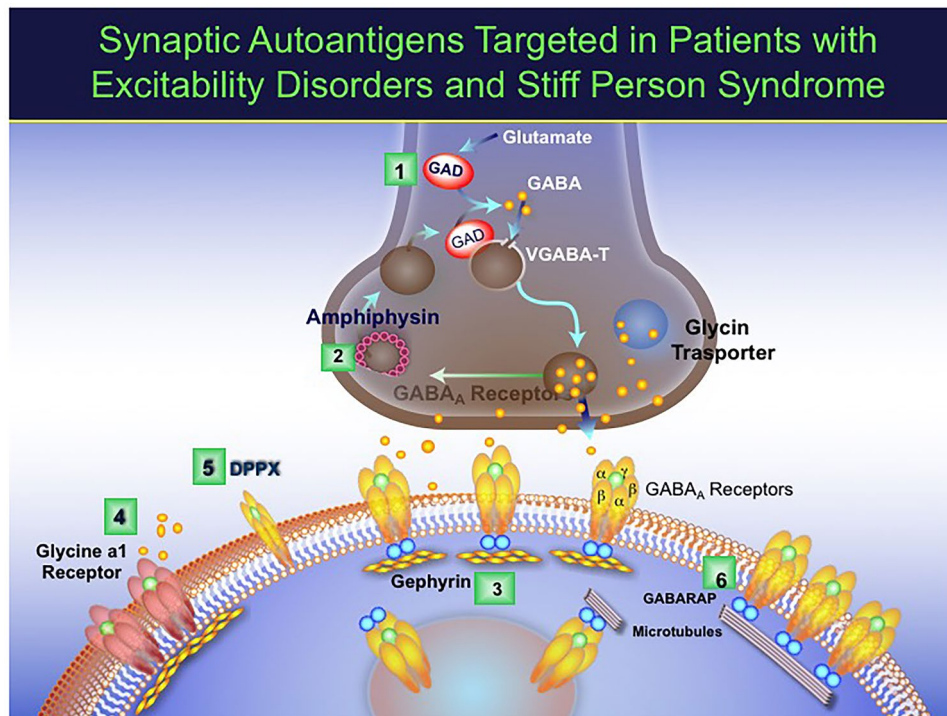 Synaptic Autoantigens Targeted in Patients with
Excitability Disorders and Stiff Person Syndrome
Glutamate
1
GAD
GABA
GAD
VGABA-T
Amphiphysin
2
Glycin
Trasporter
GABAA Receptors
5
DPPX
α
γ
β
β
α
GABAA Receptors
4
Glycine a1
Receptor
Gephyrin
3
6
GABARAP
Microtubules